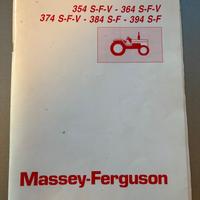 354 S-F-V - 364 S-F-V
374 S-F-V - 384 S-F - 394 S-F
Massey-Ferguson